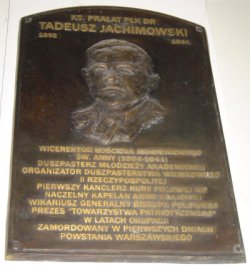 KS. PRAŁAT PŁK DR
TADEUSZ JACHIMOWSKI
1892 1944
WICEREKTOR KOŚCIOŁA AKADEMICKIEGO
ŚW. ANNY (1934-1944)
DUSZPASTERZ MŁODZIEŻY AKADEMICKIEJ
ORGANIZATOR DUSZPASTERSTWA WOJSKOWEGO
II RZECZYPOSPOLITEJ
PIERWSZY KANCLERZ KURII POLOWEJ WP
NACZELNY KAPELAN ARMII KRAJOWEJ
WIKARIUSZ GENERALNY BISKUPA POLOWEGO
PREZES "TOWARZYSTWA PATRIOTYCZNEGO"
W LATACH OKUPACJI
ZAMORDOWANY W PIERWSZYCH DNIACH
POWSTANIA WARSZAWSKIEGO